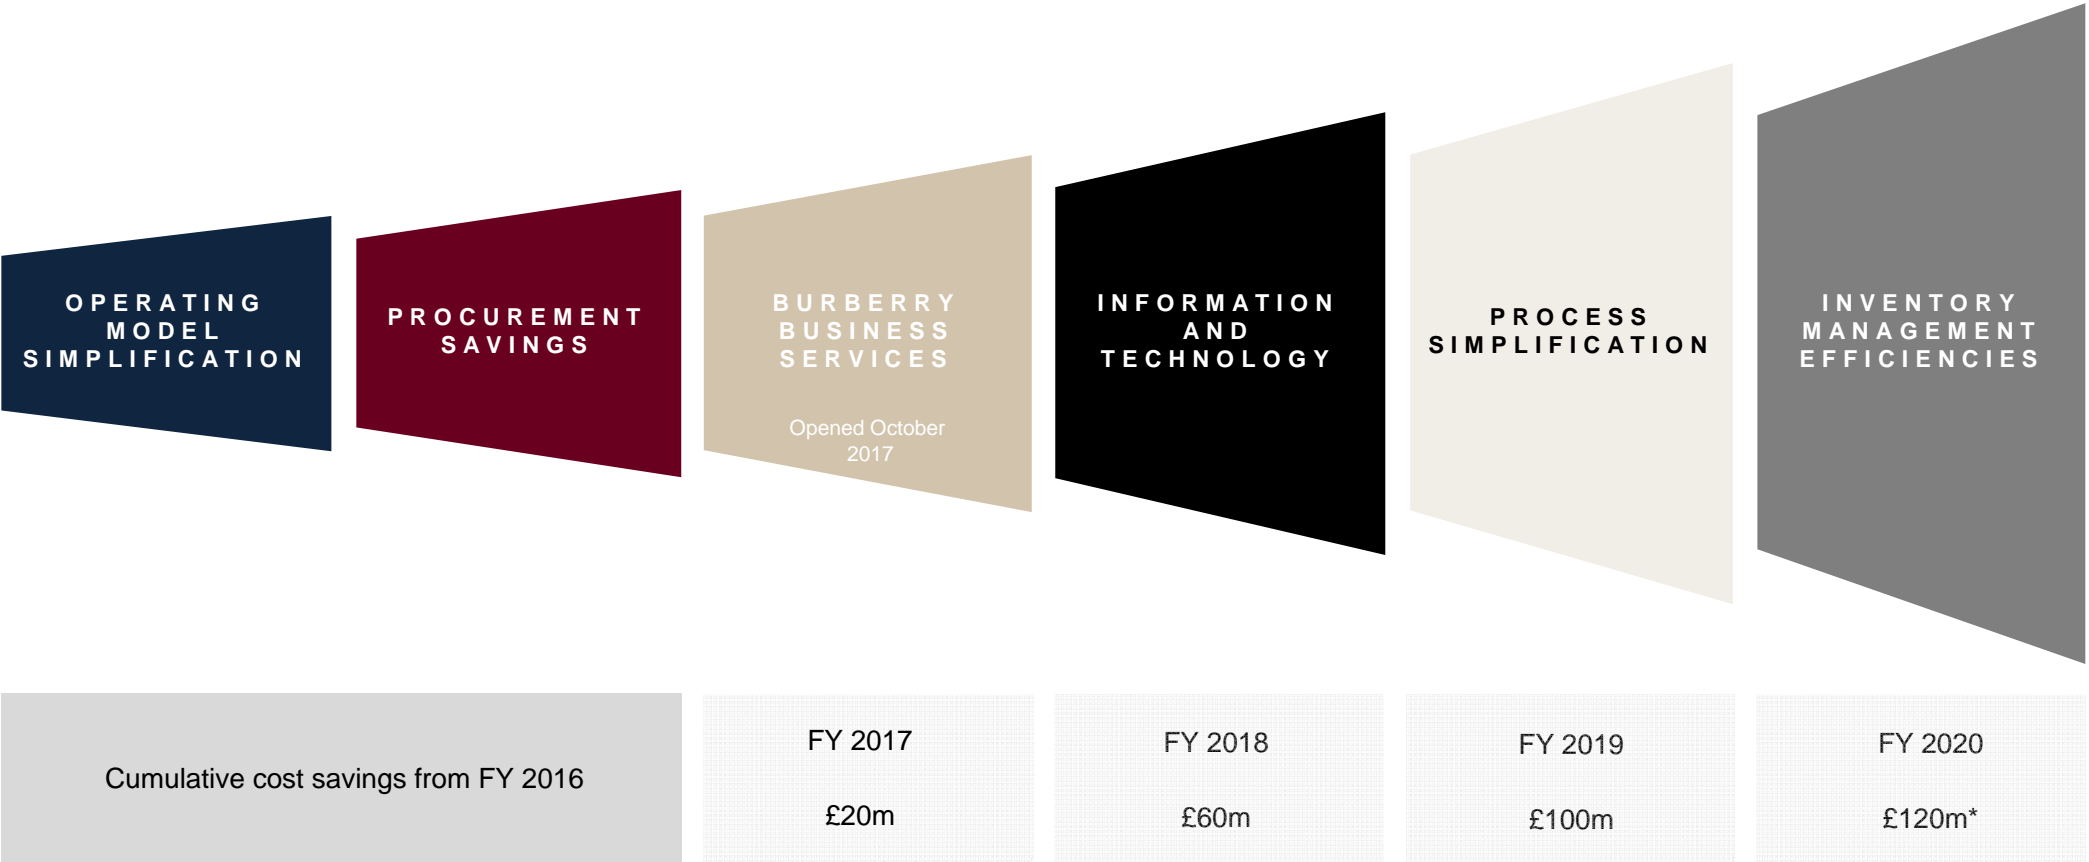 OPERATING
MODEL
SIMPLIFICATION
PROCUREMENT
SAVINGS
BURBERRY
BUSINESS
SERVICES
Opened October
2017
INFORMATION
AND
TECHNOLOGY
PROCESS
SIMPLIFICATION
INVENTORY
MANAGEMENT
EFFICIENCIES
Cumulative cost savings from FY 2016
FY 2017
£20m
FY 2018
£60m
FY 2019
£100m
FY 2020
£120m*